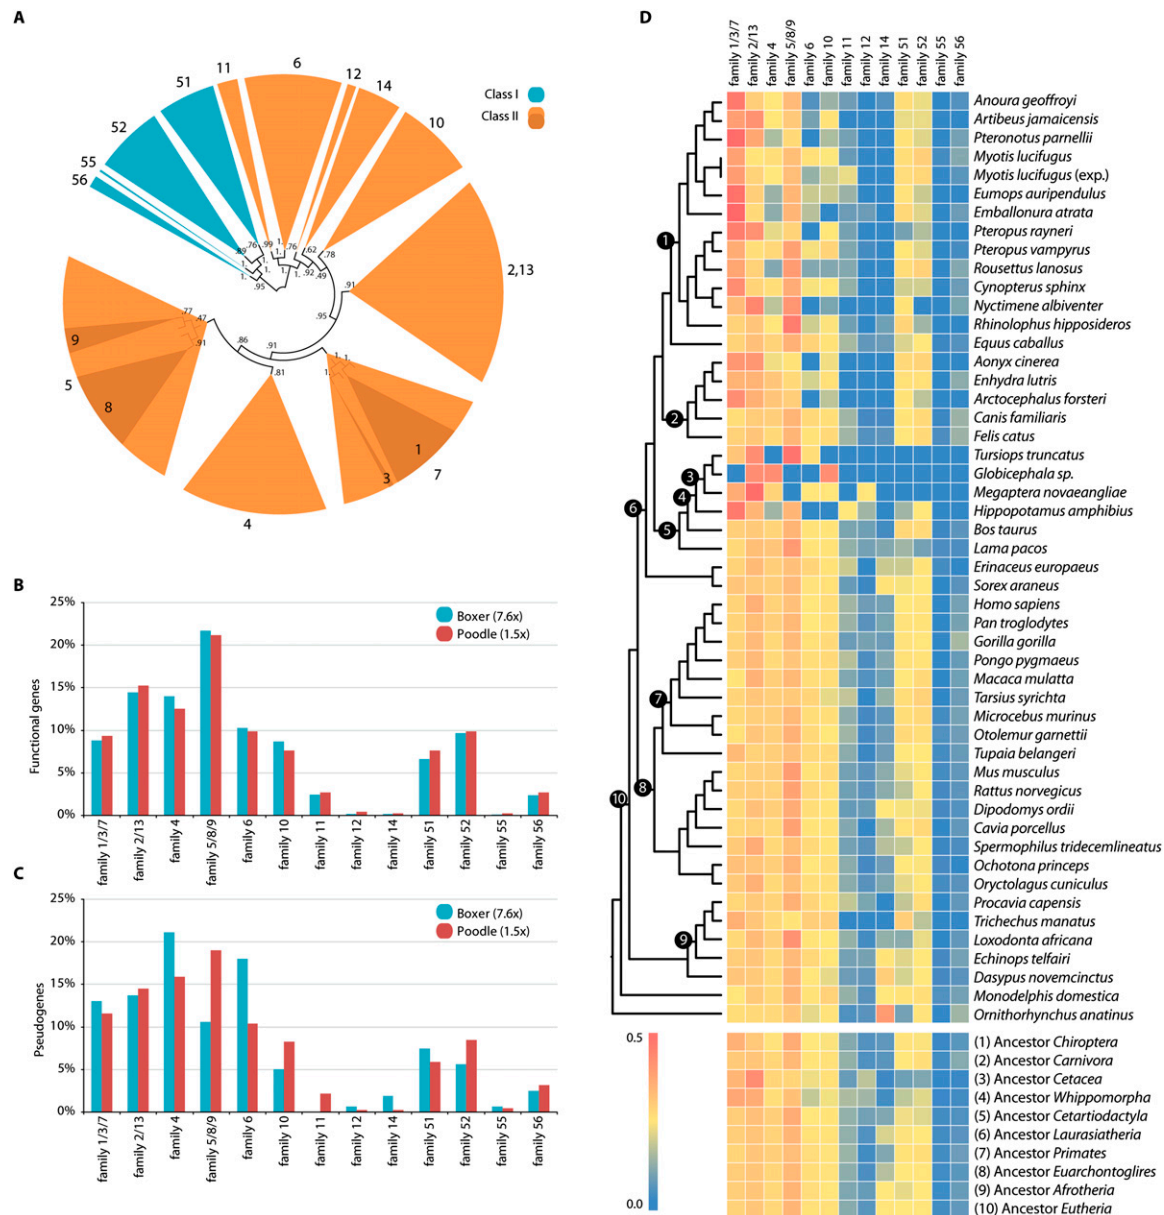 A
Class I
Class II
11
6
12
14
51
10
52
55
56
2,13
9
5
8
4
3
1
7
.76
.99
1.
.76
.62
.78
.89
1.
1.
1.
.92
.49
1.
.95
.91
.95
.77
.47
.91
.86
.91
.81
1.
1.
1.
B
Functional genes
25%
20%
15%
10%
5%
0%
Boxer (7.6x)
Poodle (1.5x)
family 1/3/7
family 2/13
family 4
family 5/8/9
family 6
family 10
family 11
family 12
family 14
family 51
family 52
family 55
family 56
C
Pseudogenes
25%
20%
15%
10%
5%
0%
Boxer (7.6x)
Poodle (1.5x)
family 1/3/7
family 2/13
family 4
family 5/8/9
family 6
family 10
family 11
family 12
family 14
family 51
family 52
family 55
family 56
D
family 1/3/7
family 2/13
family 4
family 5/8/9
family 6
family 10
family 11
family 12
family 14
family 51
family 52
family 55
family 56
Anoura geoffroyi
Artibeus jamaicensis
Pteronotus parnellii
Myotis lucifugus
Myotis lucifugus (exp.)
Eumops auripendulus
Emballonura atrata
Pteropus rayneri
Pteropus vampyrus
Rousettus lanosus
Cynopterus sphinx
Nyctimene albiventer
Rhinolophus hipposideros
Equus caballus
Aonyx cinerea
Enhydra lutris
Arctocephalus forsteri
Canis familiaris
Felis catus
Tursiops truncatus
Globicephala sp.
Megaptera novaeangliae
Hippopotamus amphibius
Bos taurus
Lama pacos
Erinaceus europaeus
Sorex araneus
Homo sapiens
Pan troglodytes
Gorilla gorilla
Pongo pygmaeus
Macaca mulatta
Tarsius syrichta
Microcebus murinus
Otolemur garnettii
Tupaia belangeri
Mus musculus
Rattus norvegicus
Dipodomys ordii
Cavia porcellus
Spermophilus tridecemlineatus
Ochotona princeps
Oryctolagus cuniculus
Procavia capensis
Trichechus manatus
Loxodonta africana
Echinops telfairi
Dasypus novemcinctus
Monodelphis domestica
Ornithorhynchus anatinus
1
2
3
4
6
5
7
8
10
9
0.5
0.0
(1) Ancestor Chiroptera
(2) Ancestor Carnivora
(3) Ancestor Cetacea
(4) Ancestor Whippomorpha
(5) Ancestor Cetartiodactyla
(6) Ancestor Laurasiatheria
(7) Ancestor Primates
(8) Ancestor Euarchontoglires
(9) Ancestor Afrotheria
(10) Ancestor Eutheria